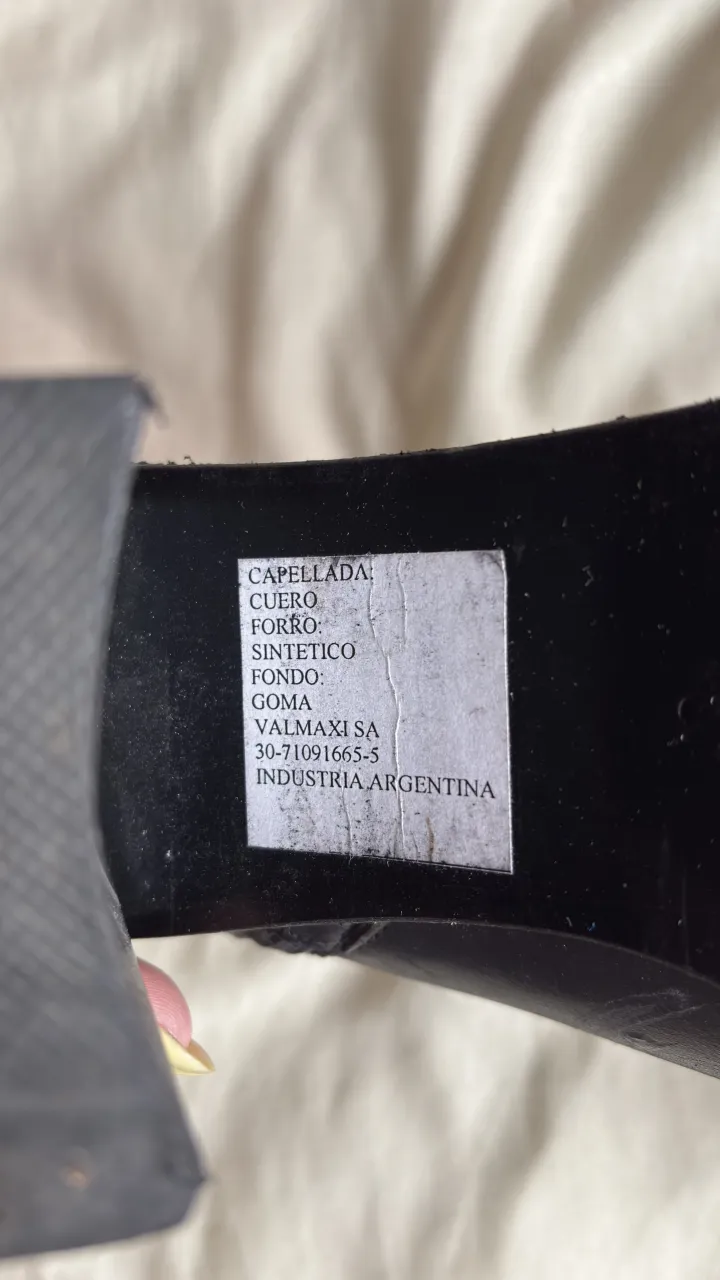 CAPELLADA:
CUERO
FORRO:
SINTETICO
FONDO:
GOMA
VALMAXI SA
30-71091665-5
INDUSTRIA ARGENTINA